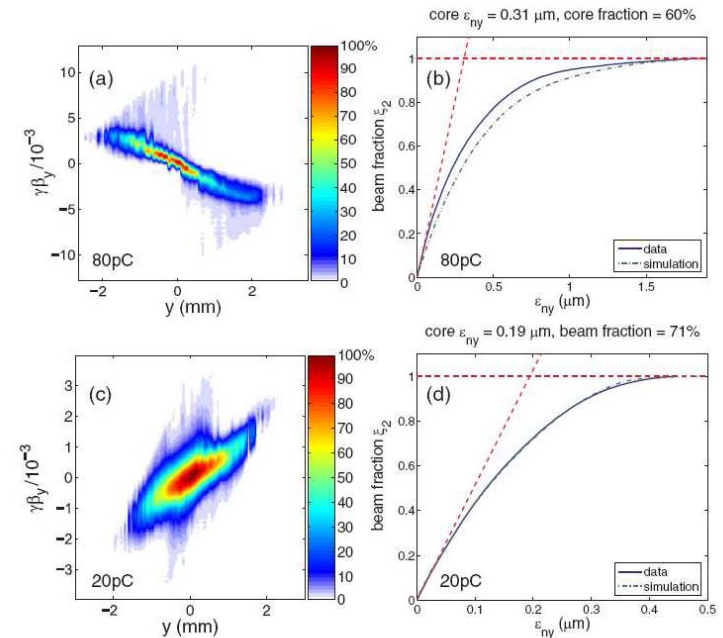 core ε_ny = 0.31 μm, core fraction = 60%
(a)
80pC
γβ_y/10⁻³
10
5
0
−5
−10
−2
0
2
y (mm)
100%
90
80
70
60
50
40
30
20
10
0
(b)
80pC
beam fraction ξ₂
1
0.8
0.6
0.4
0.2
0
0
0.5
1
1.5
ε_ny (μm)
data
simulation
core ε_ny = 0.19 μm, beam fraction = 71%
(c)
20pC
γβ_y/10⁻³
3
2
1
0
−1
−2
−3
−2
0
2
y (mm)
100%
90
80
70
60
50
40
30
20
10
0
(d)
20pC
beam fraction ξ₂
1
0.8
0.6
0.4
0.2
0
0
0.1
0.2
0.3
0.4
0.5
ε_ny (μm)
data
simulation